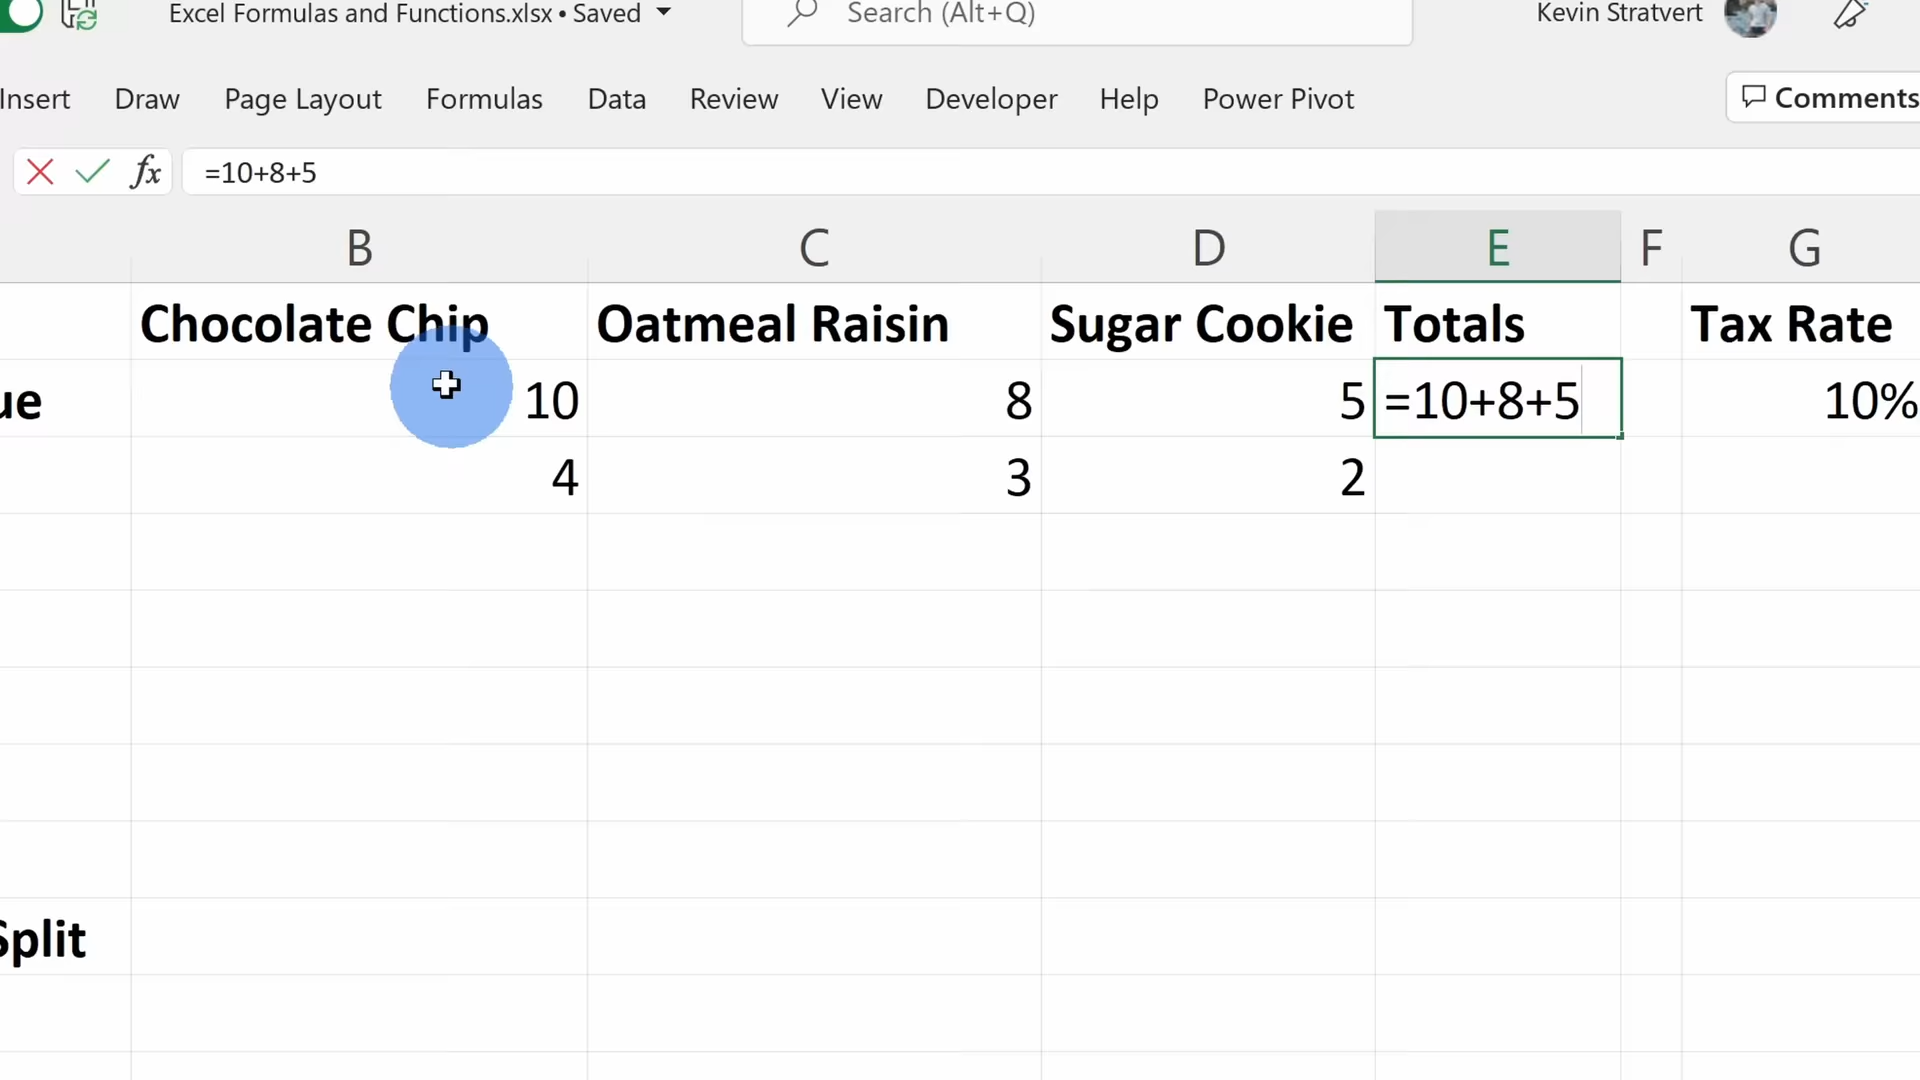 Excel Formulas and Functions.xlsx • Saved
Search (Alt+Q)
Kevin Stratvert
Insert Draw Page Layout Formulas Data Review View Developer Help Power Pivot Comments
fx =10+8+5
B C D E F G
Chocolate Chip Oatmeal Raisin Sugar Cookie Totals Tax Rate
ue 10 8 5 =10+8+5 10%
4 3 2
Split